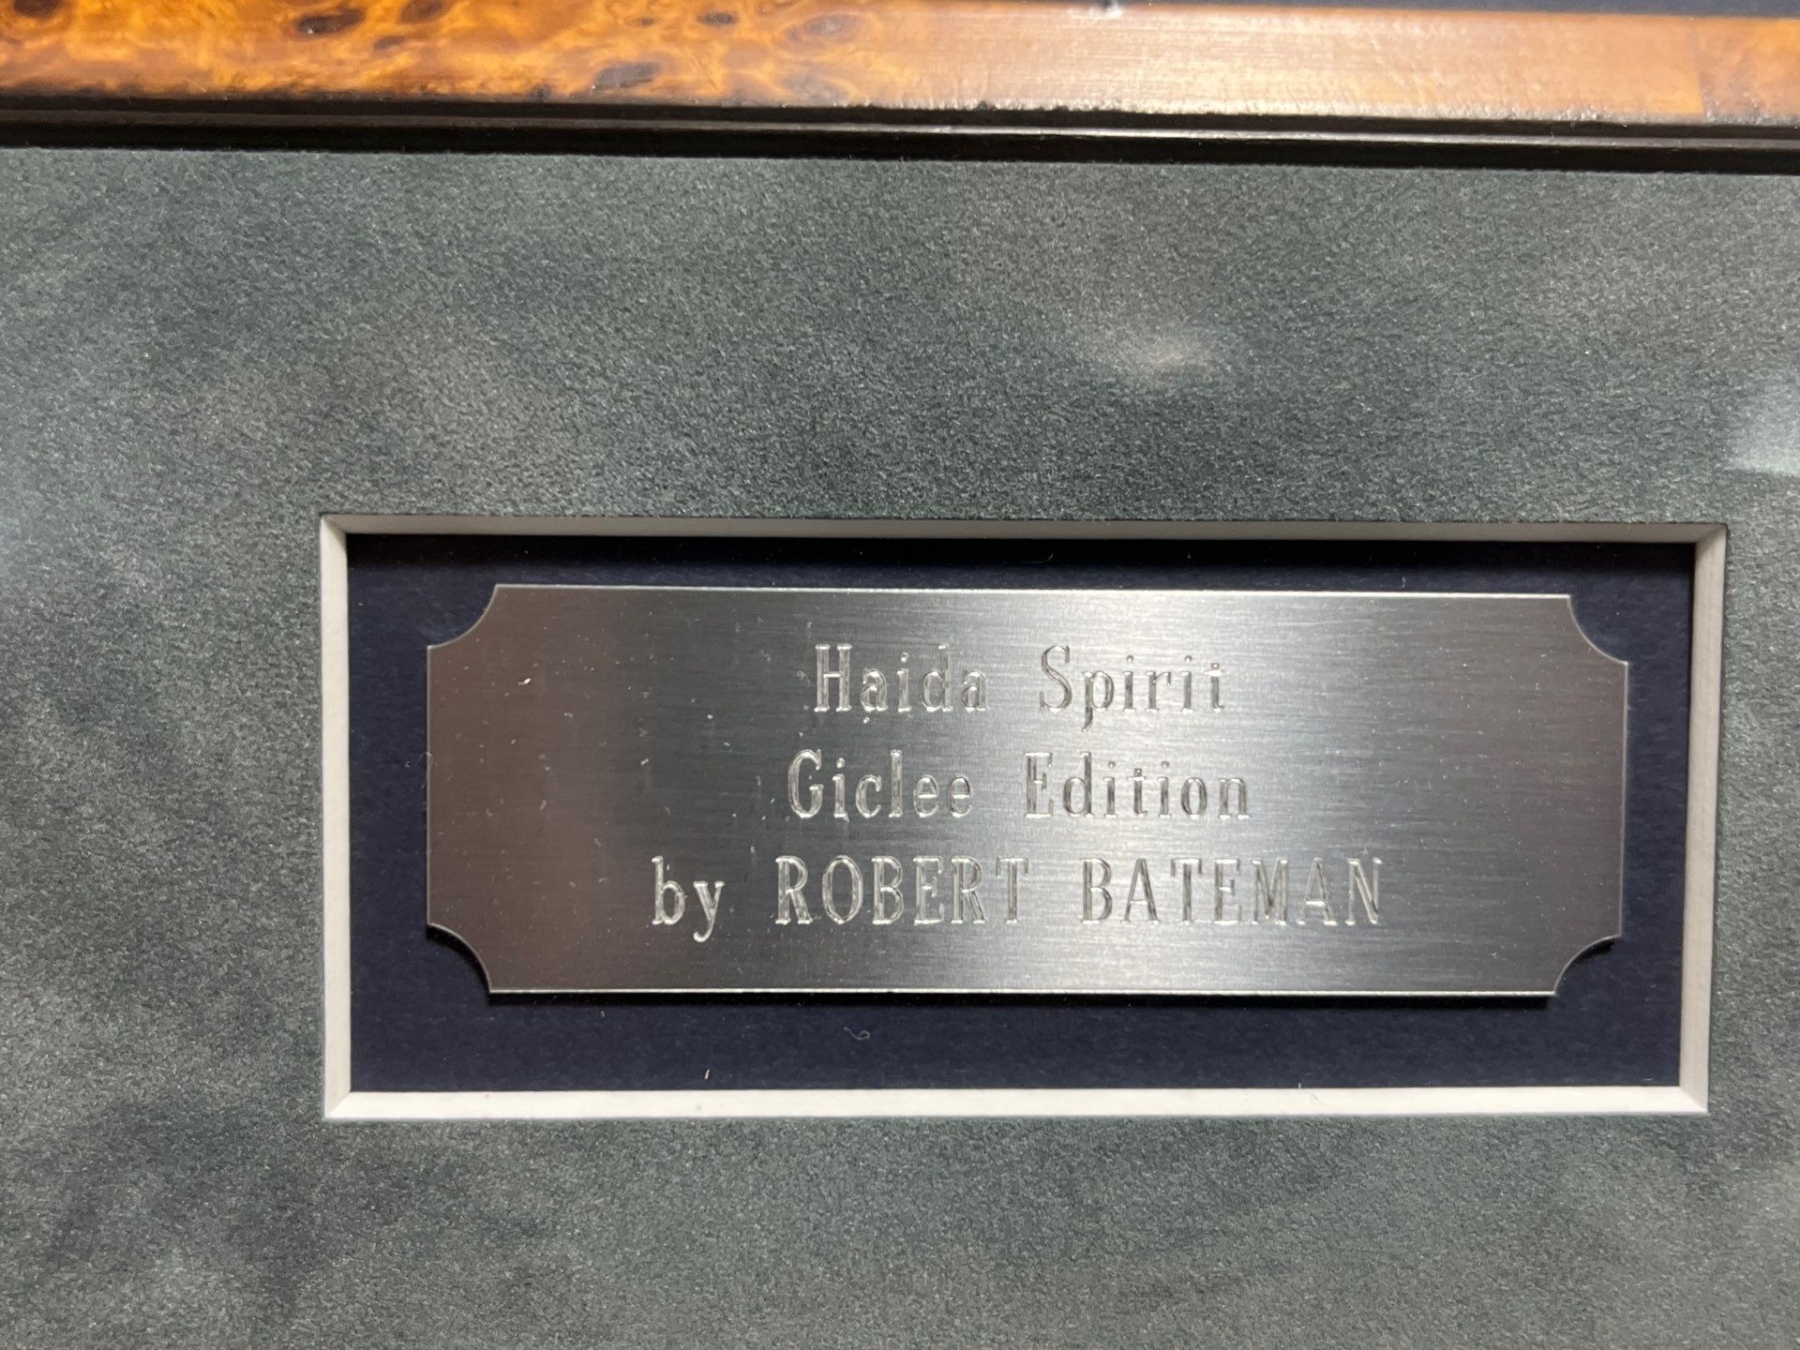 Haida Spirit
Giclee Edition
by ROBERT BATEMAN